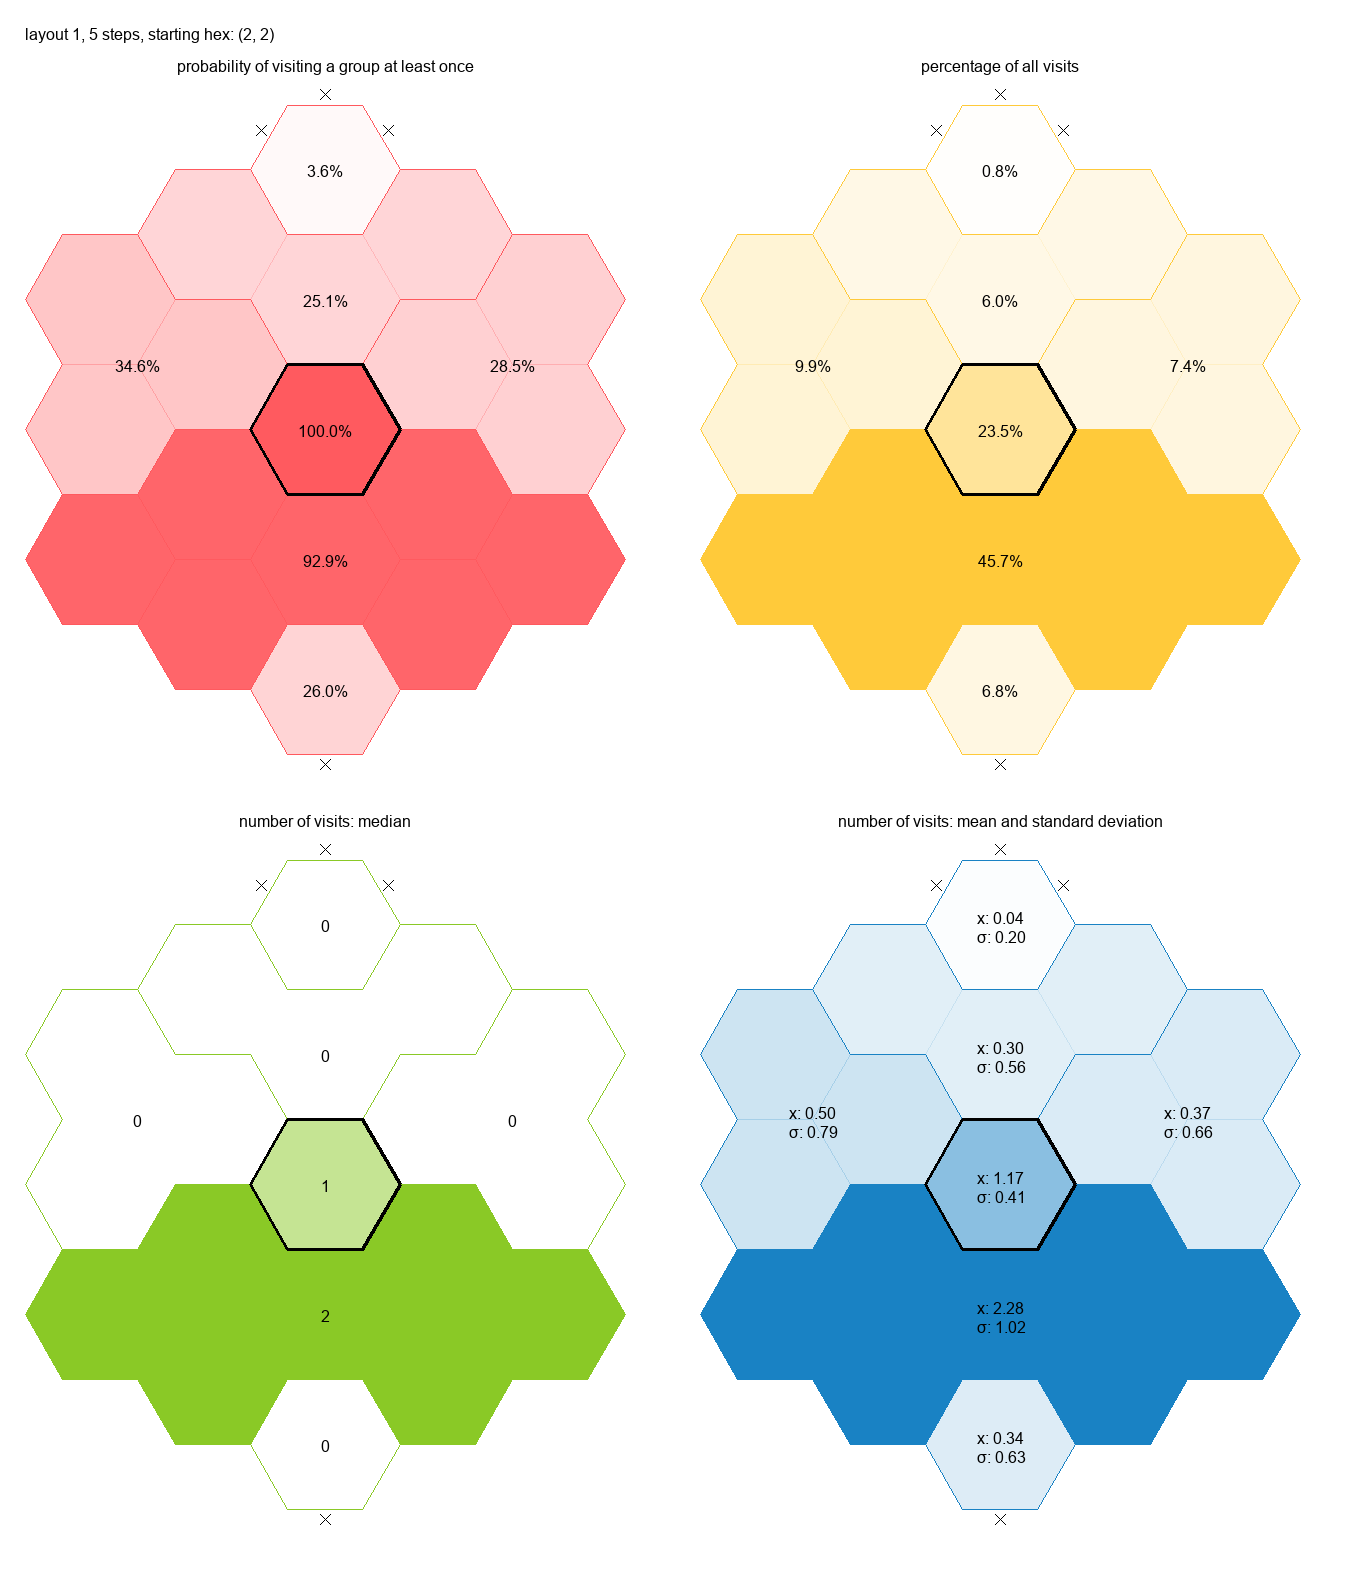 layout 1, 5 steps, starting hex: (2, 2)
probability of visiting a group at least once
3.6%
25.1%
34.6%
28.5%
100.0%
92.9%
26.0%
percentage of all visits
0.8%
6.0%
9.9%
7.4%
23.5%
45.7%
6.8%
number of visits: median
0
0
0
0
1
2
0
number of visits: mean and standard deviation
x: 0.04
σ: 0.20
x: 0.30
σ: 0.56
x: 0.50
σ: 0.79
x: 0.37
σ: 0.66
x: 1.17
σ: 0.41
x: 2.28
σ: 1.02
x: 0.34
σ: 0.63